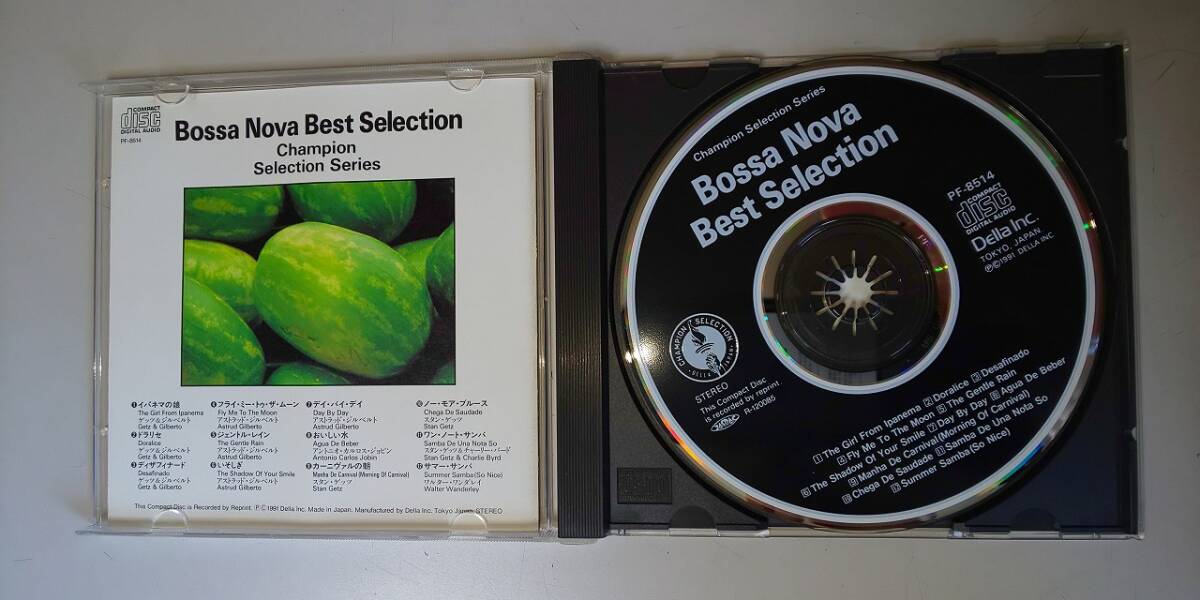 COMPACT
disc
DIGITAL AUDIO
PF-8514
Bossa Nova Best Selection
Champion
Selection Series
❶イパネマの娘
The Girl From Ipanema
ゲッツ&ジルベルト
Getz & Gilberto
❷ドラリセ
Doralice
ゲッツ&ジルベルト
Getz & Gilberto
❸ディサフィナード
Desafinado
ゲッツ&ジルベルト
Getz & Gilberto
❹フライ・ミー・トゥ・ザ・ムーン
Fly Me To The Moon
アストラッド・ジルベルト
Astrud Gilberto
❺ジェントル・レイン
The Gentle Rain
アストラッド・ジルベルト
Astrud Gilberto
❻いそしぎ
The Shadow Of Your Smile
アストラッド・ジルベルト
Astrud Gilberto
❼デイ・バイ・デイ
Day By Day
アストラッド・ジルベルト
Astrud Gilberto
❽おいしい水
Agua De Beber
アントニオ・カルロス・ジョビン
Antonio Carlos Jobin
❾カーニヴァルの朝
Manha De Carnival (Morning Of Carnival)
スタン・ゲッツ
Stan Getz
❿ノー・モア・ブルース
Chega De Saudade
スタン・ゲッツ
Stan Getz
⓫ワン・ノート・サンバ
Samba De Una Nota So
スタン・ゲッツ&チャーリー・バード
Stan Getz & Charlie Byrd
⓬サマー・サンバ
Summer Samba (So Nice)
ワルター・ワンダレイ
Walter Wanderley
This Compact Disc is Recorded by Reprint. Ⓟ.Ⓒ1991 Della Inc. Made in Japan. Manufactured by Della Inc. Tokyo Japan. STEREO
Champion Selection Series
Bossa Nova
Best Selection
PF-8514
COMPACT
disc
DIGITAL AUDIO
Della Inc.
TOKYO, JAPAN
ⓅⒸ1991 DELLA INC.
CHAMPION SELECTION
DELLA
STEREO
This Compact Disc
is recorded by reprint.
R-120085
1 The Girl From Ipanema 2 Doralice 3 Desafinado
4 Fly Me To The Moon 5 The Gentle Rain
6 The Shadow Of Your Smile 7 Day By Day 8 Agua De Beber
9 Manha De Carnival (Morning Of Carnival)
10 Chega De Saudade 11 Samba De Una Nota So
12 Summer Samba (So Nice)